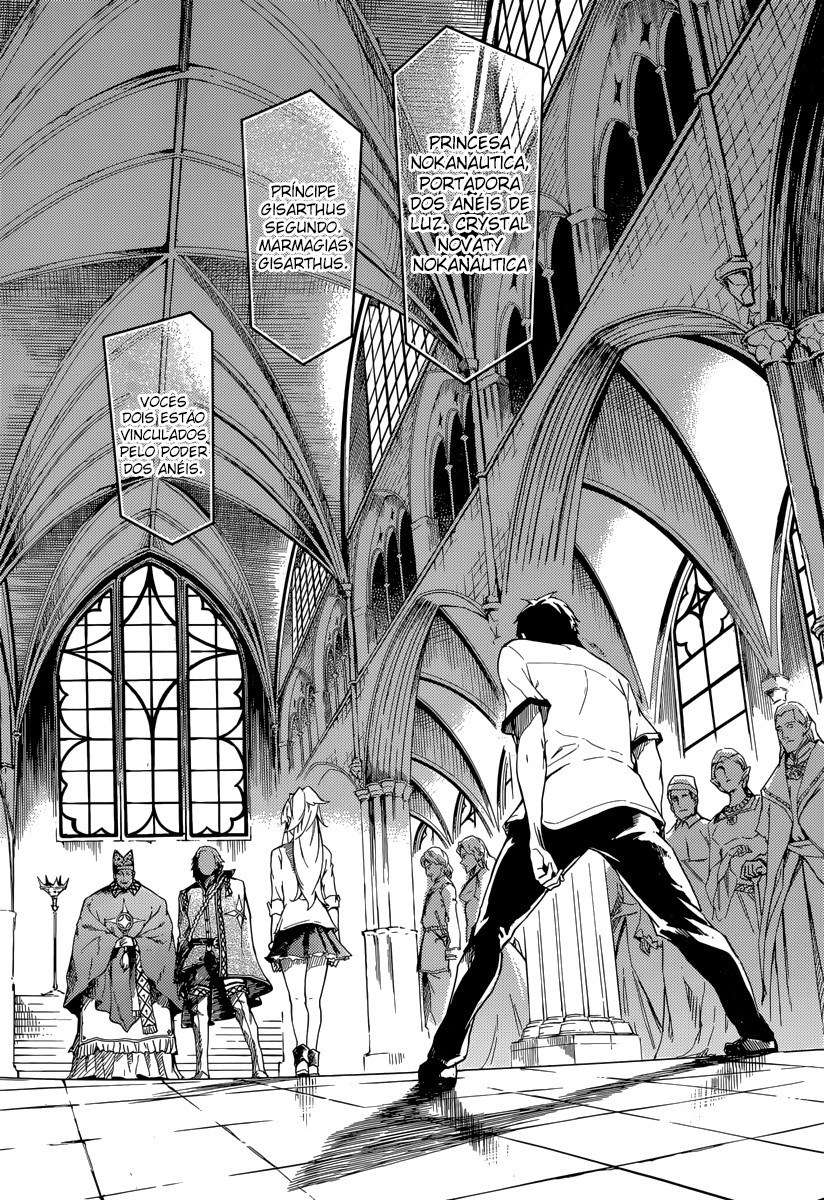 PRINCESA
NOKANAUTICA,
PORTADORA
DOS ANÉIS DE
LUZ. CRYSTAL
NOVATY
NOKANAUTICA
PRÍNCIPE
GISARTHUS
SEGUNDO.
MARMAGIAS
GISARTHUS.
VOCÊS
DOIS ESTÃO
VINCULADOS
PELO PODER
DOS ANÉIS.